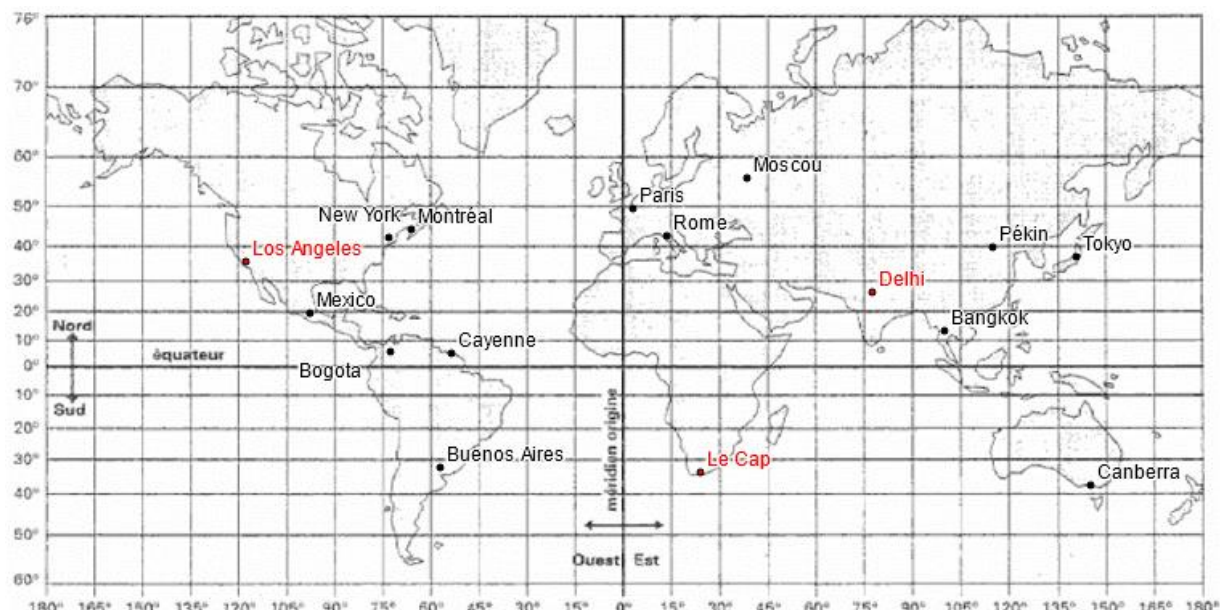 76°
70°
60°
50°
40°
30°
20°
10°
0°
10°
20°
30°
40°
50°
60°
Moscou
Paris
New York
Montréal
Rome
Los Angeles
Pékin
Tokyo
Delhi
Mexico
Bangkok
Nord
Cayenne
équateur
Bogota
Sud
méridien origine
Buenos Aires
Le Cap
Canberra
Ouest
Est
180° 165° 150° 135° 120° 105° 90° 75° 60° 45° 30° 15° 0° 15° 30° 45° 60° 75° 90° 105° 120° 135° 150° 165° 180°